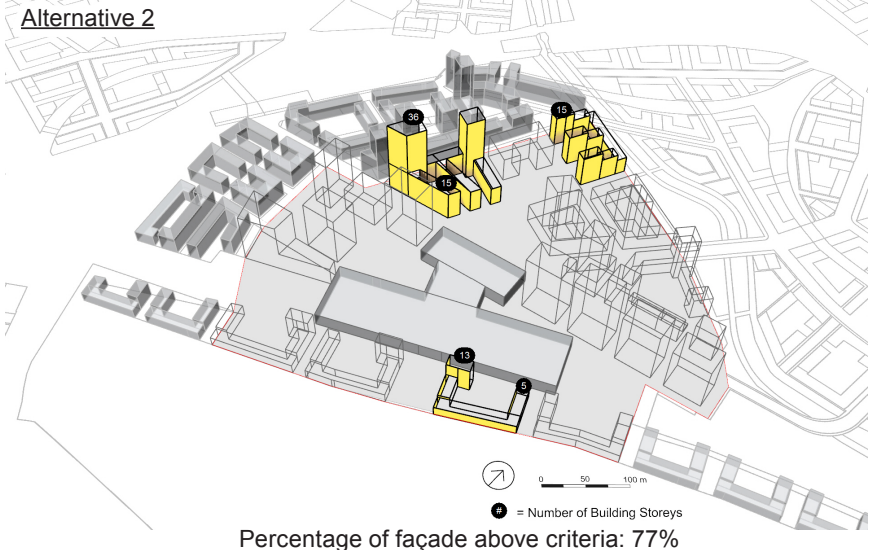 Alternative 2
36
15
15
13
5
0 50 100 m
# = Number of Building Storeys
Percentage of façade above criteria: 77%